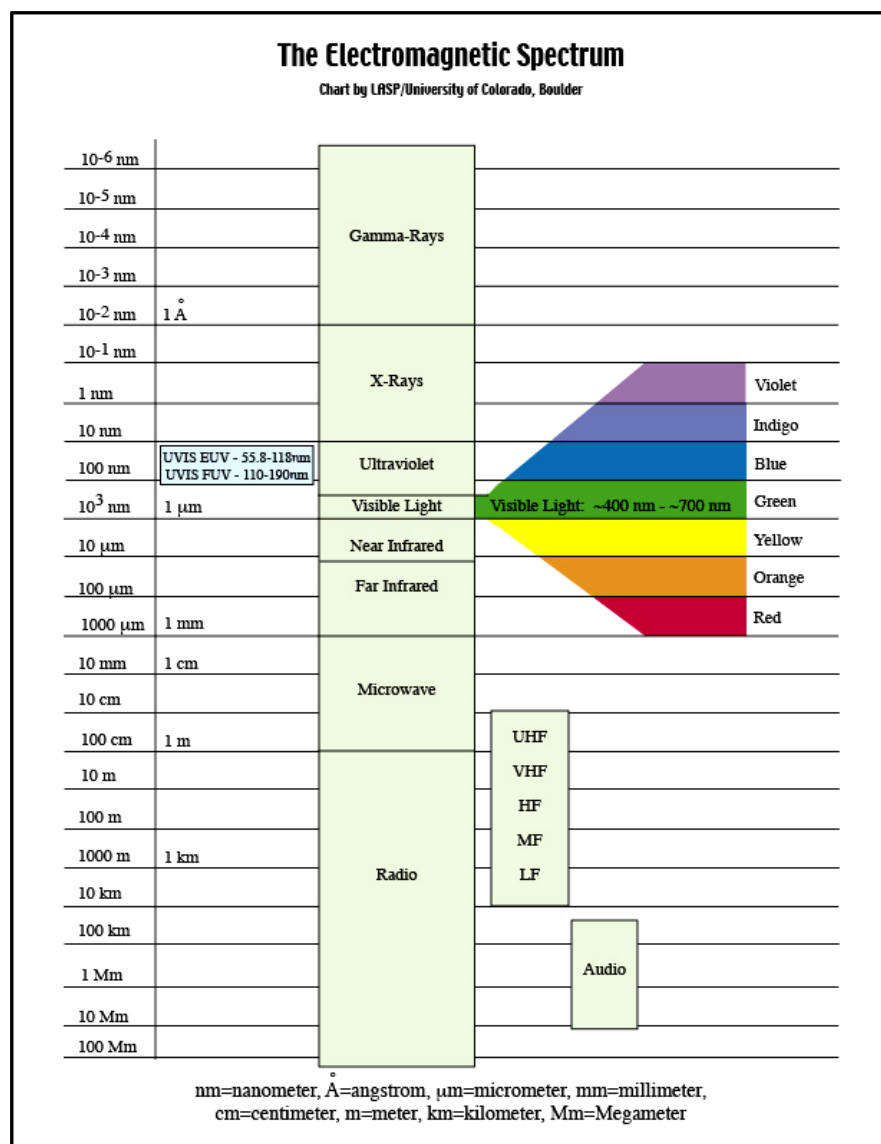 The Electromagnetic Spectrum
Chart by LASP/University of Colorado, Boulder
10-6 nm
10-5 nm
10-4 nm
Gamma-Rays
10-3 nm
10-2 nm 1 Å
10-1 nm
X-Rays
Violet
1 nm
10 nm
Indigo
UVIS EUV - 55.8-118nm
UVIS FUV - 110-190nm
100 nm
Ultraviolet
Blue
10³ nm 1 μm
Visible Light
Visible Light: ~400 nm - ~700 nm
Green
10 μm
Near Infrared
Yellow
100 μm
Far Infrared
Orange
1000 μm 1 mm
Red
10 mm 1 cm
Microwave
10 cm
100 cm 1 m
UHF
10 m
VHF
100 m
HF
MF
1000 m 1 km
Radio
LF
10 km
100 km
1 Mm
Audio
10 Mm
100 Mm
nm=nanometer, Å=angstrom, μm=micrometer, mm=millimeter,
cm=centimeter, m=meter, km=kilometer, Mm=Megameter